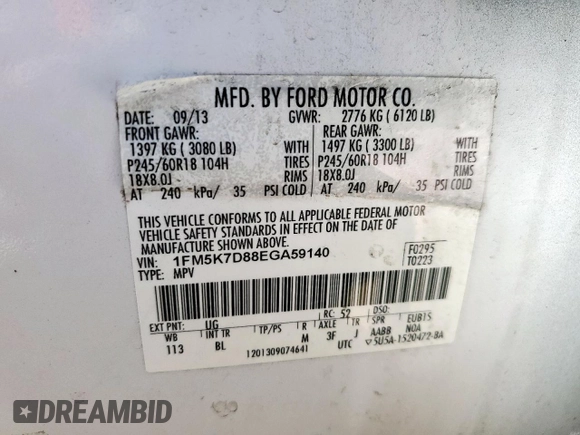 MFD. BY FORD MOTOR CO.
DATE: 09/13 GVWR: 2776 KG ( 6120 LB)
FRONT GAWR: REAR GAWR:
1397 KG ( 3080 LB) 1497 KG ( 3300 LB)
P245/60R18 104H TIRES P245/60R18 104H TIRES
18X8.0J RIMS 18X8.0J RIMS
AT 240 kPa/ 35 PSI COLD AT 240 kPa/ 35 PSI COLD
THIS VEHICLE CONFORMS TO ALL APPLICABLE FEDERAL MOTOR
VEHICLE SAFETY STANDARDS IN EFFECT ON THE DATE OF
MANUFACTURE SHOWN ABOVE.
VIN: 1FM5K7D88EGA59140 F0295
TYPE: MPV T0223
EXT PNT: UG RC: 52 DSO:
WB INT TR TP/PS R AXLE TR SPR EUB15
113 BL M 3F J AABB N0A
1201309074641 UTC 5U5A-1520472-BA
DREAMBID